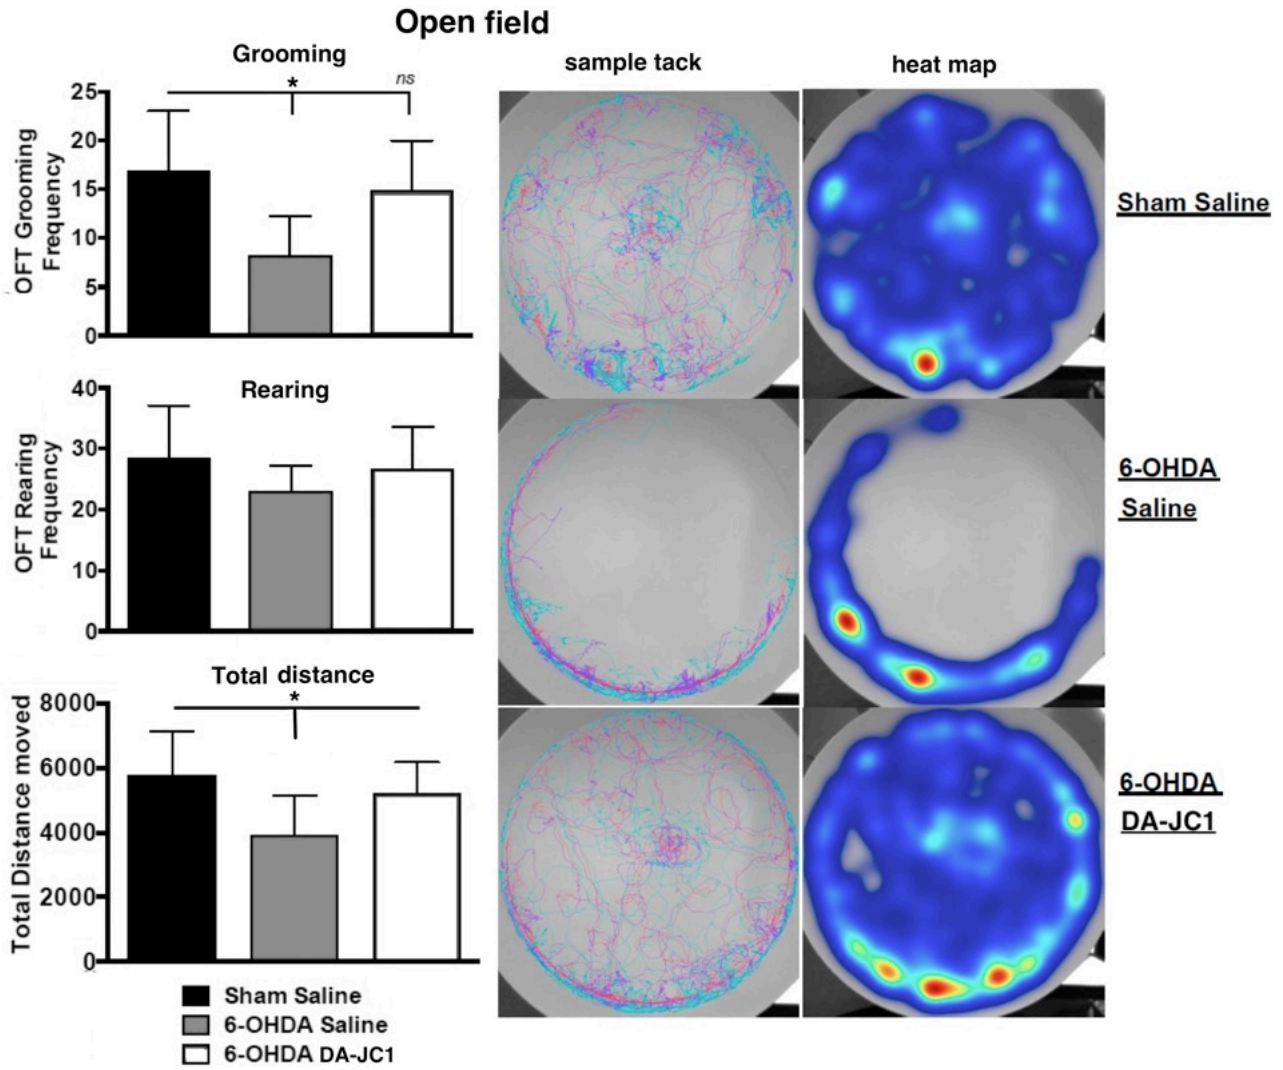 Open field
Grooming
sample tack
heat map
*
ns
25
20
15
10
5
0
OFT Grooming
Frequency
Sham Saline
Rearing
40
30
20
10
0
OFT Rearing
Frequency
6-OHDA
Saline
Total distance
*
8000
6000
4000
2000
0
Total Distance moved
6-OHDA
DA-JC1
Sham Saline
6-OHDA Saline
6-OHDA DA-JC1